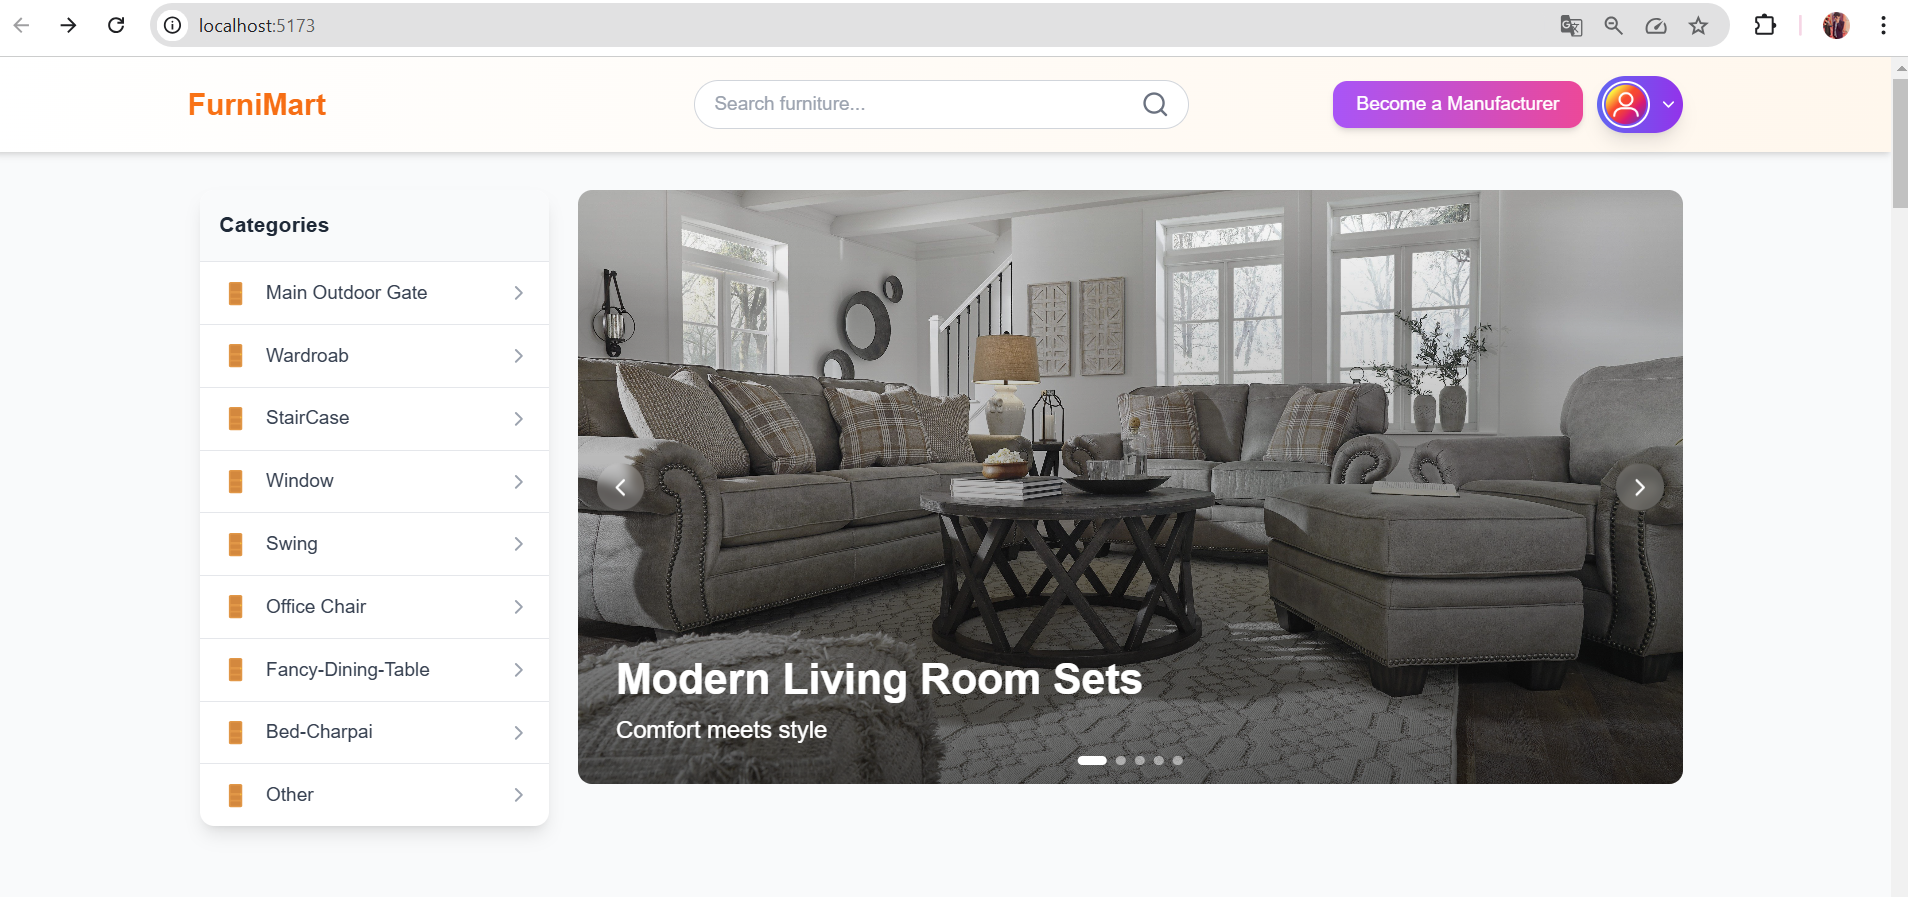 localhost:5173
FurniMart
Search furniture...
Become a Manufacturer
Categories
Main Outdoor Gate
Wardroab
StairCase
Window
Swing
Office Chair
Fancy-Dining-Table
Bed-Charpai
Other
Modern Living Room Sets
Comfort meets style